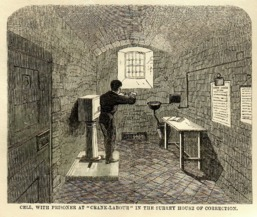 CELL, WITH PRISONER AT "CRANK-LABOUR" IN THE SURREY HOUSE OF CORRECTION.